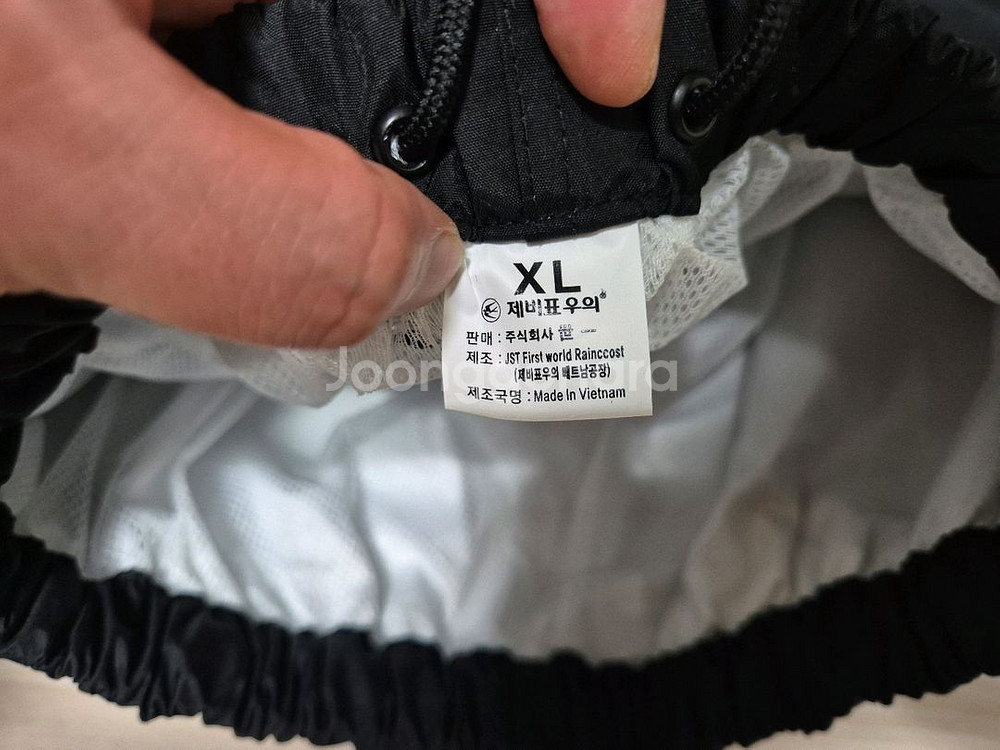 XL
제비표우의®
판매 : 주식회사
제조 : JST First world Rainccost
(제비표우의 베트남공장)
제조국명 : Made In Vietnam
Joonggonara